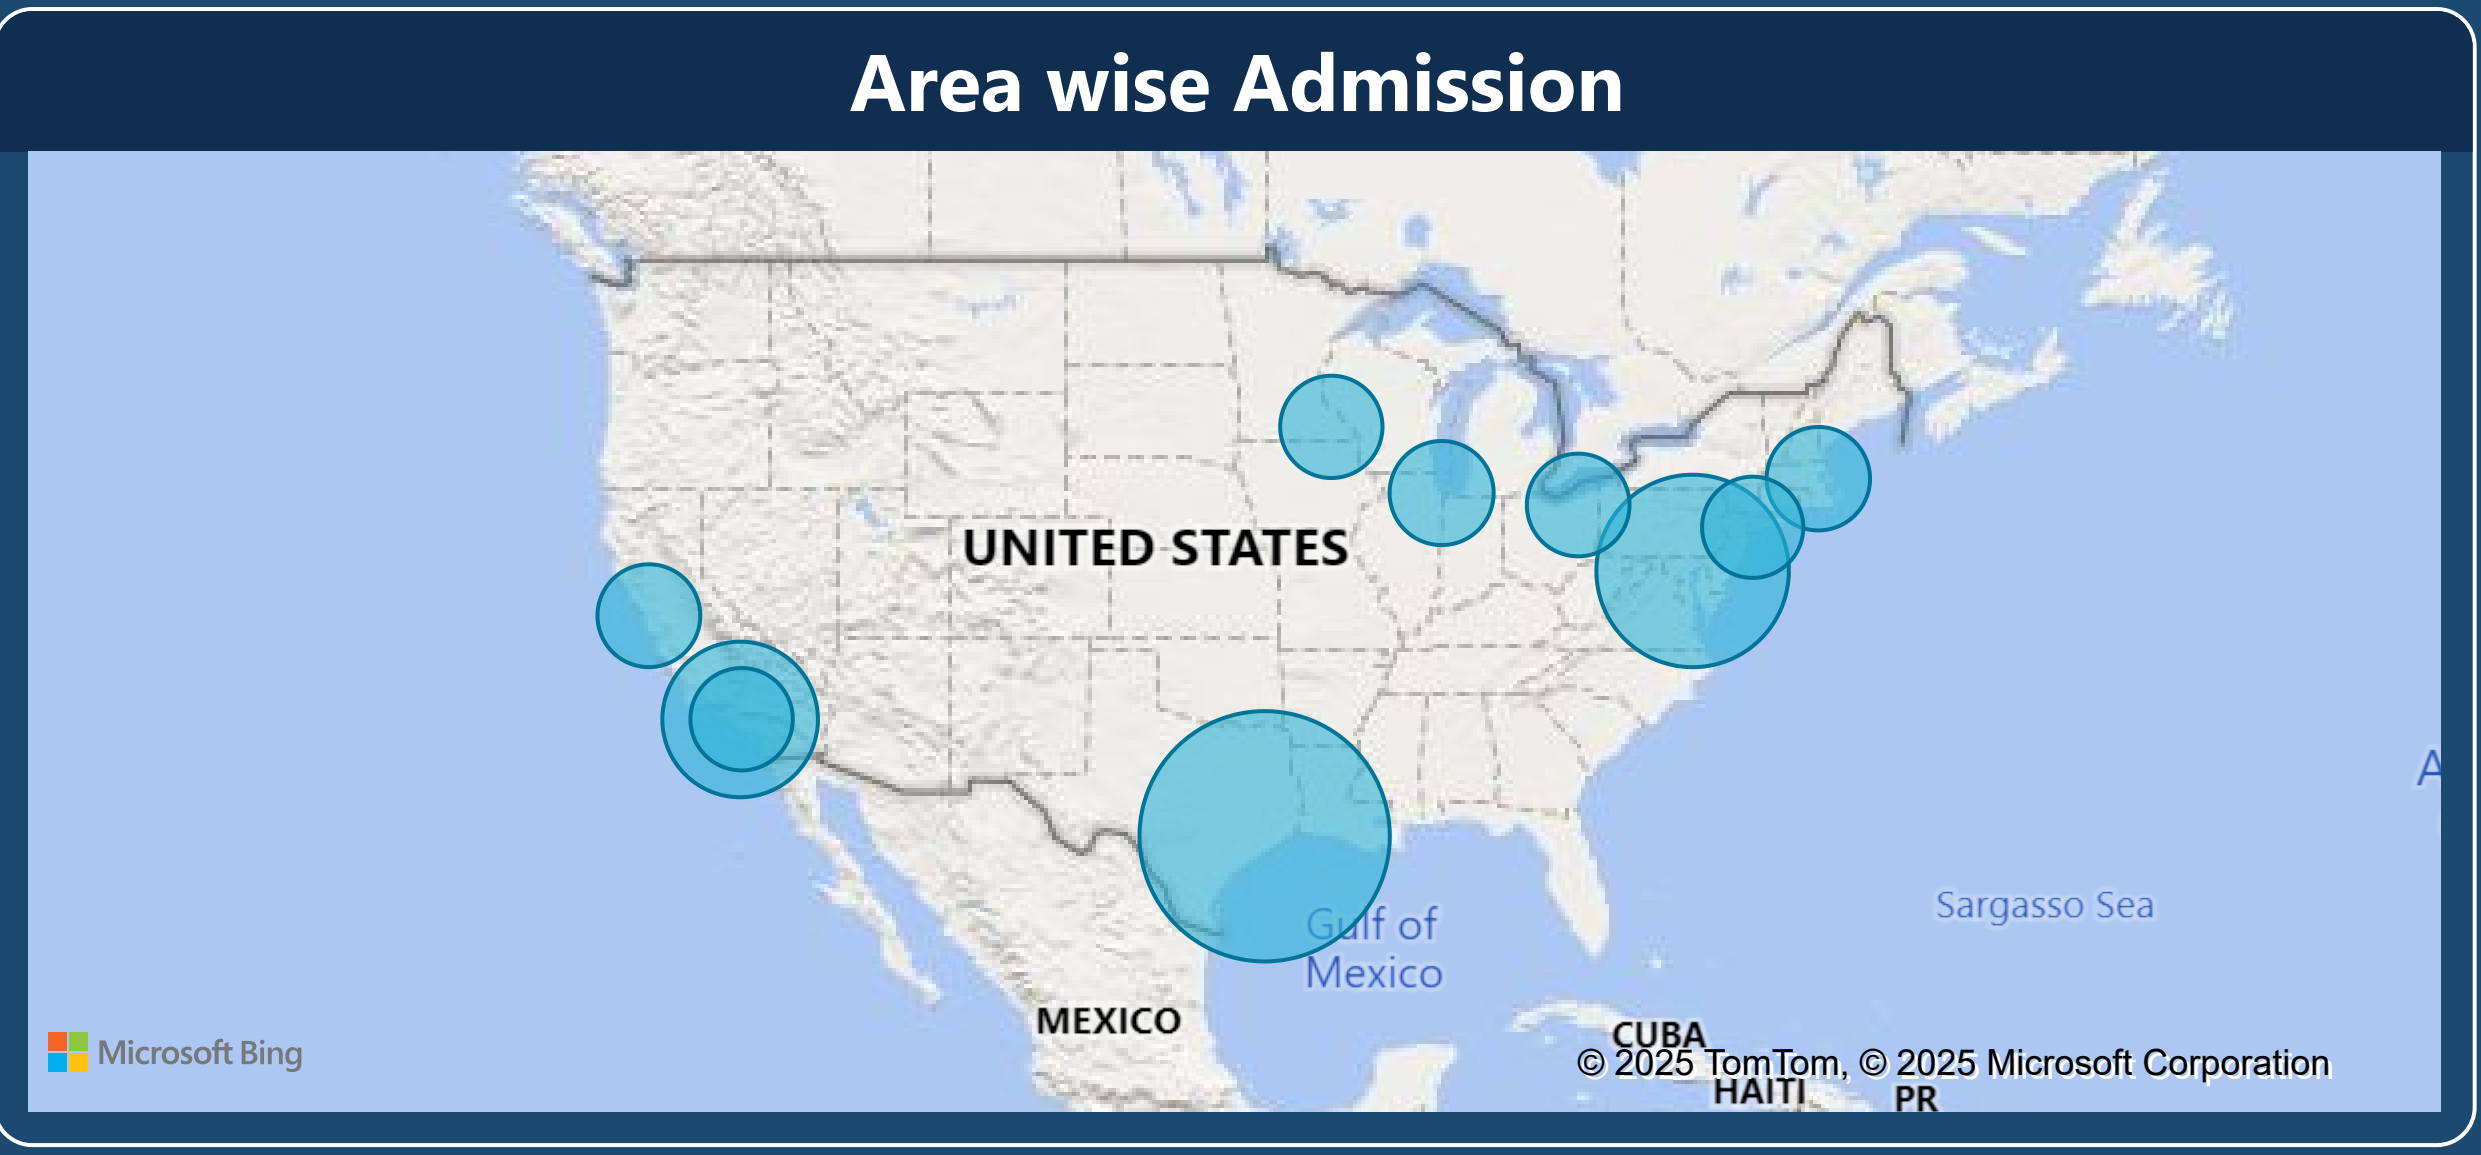 Area wise Admission
UNITED STATES
A
Sargasso Sea
Gulf of
Mexico
MEXICO
CUBA
Microsoft Bing
© 2025 TomTom, © 2025 Microsoft Corporation
HAITI
PR